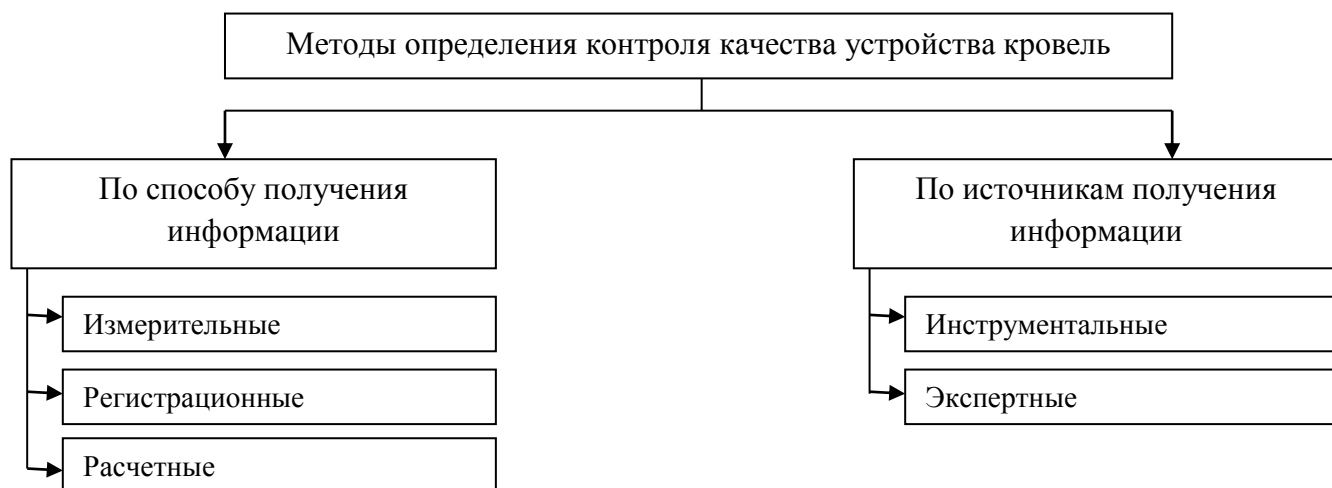 Методы определения контроля качества устройства кровель
По способу получения
информации
Измерительные
Регистрационные
Расчетные
По источникам получения
информации
Инструментальные
Экспертные